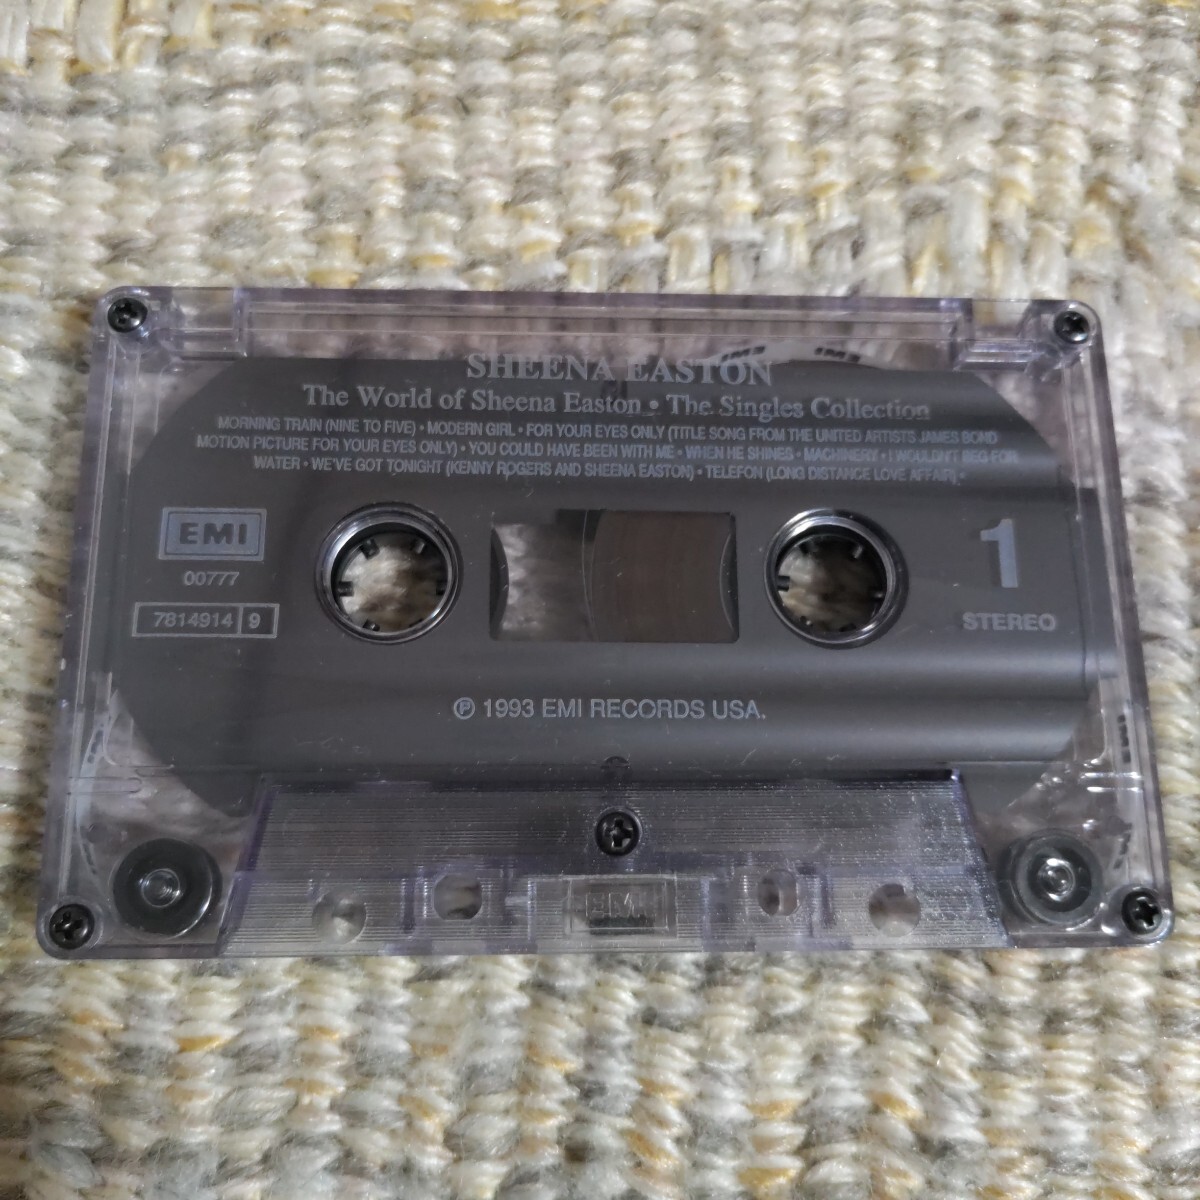 SHEENA EASTON
The World of Sheena Easton • The Singles Collection
MORNING TRAIN (NINE TO FIVE) • MODERN GIRL • FOR YOUR EYES ONLY (TITLE SONG FROM THE UNITED ARTISTS JAMES BOND
MOTION PICTURE FOR YOUR EYES ONLY) • YOU COULD HAVE BEEN WITH ME • WHEN HE SHINES • MACHINERY • I WOULDN'T BEG FOR
WATER • WE'VE GOT TONIGHT (KENNY ROGERS AND SHEENA EASTON) • TELEFON (LONG DISTANCE LOVE AFFAIR) •
EMI
00777
7814914 9
1
STEREO
℗ 1993 EMI RECORDS USA.
EMI